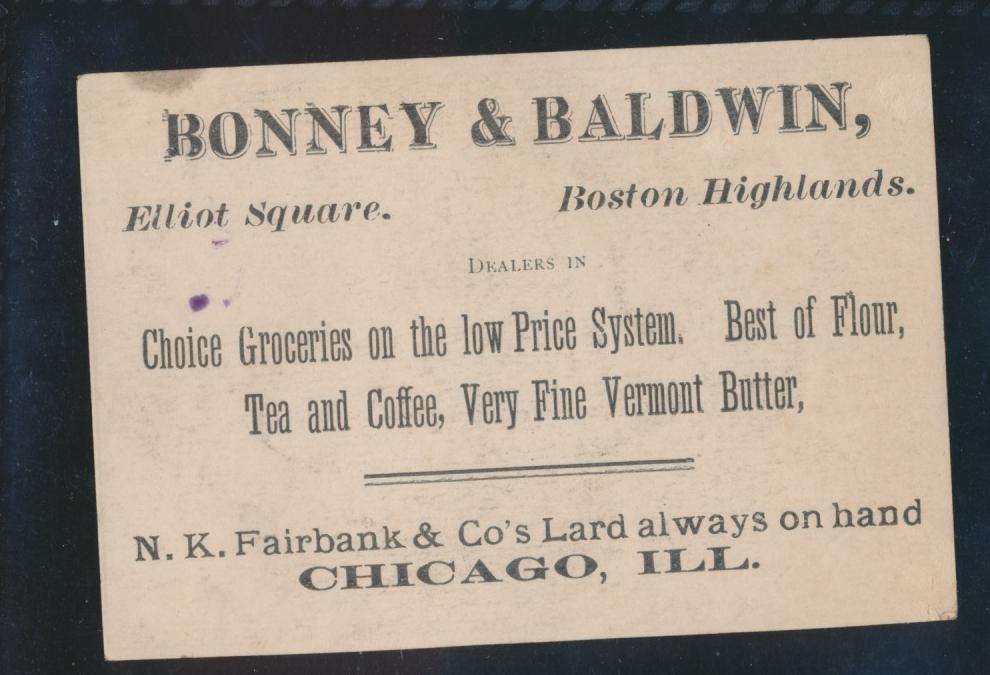 BONNEY & BALDWIN,
Elliot Square. Boston Highlands.
DEALERS IN
Choice Groceries on the low Price System. Best of Flour,
Tea and Coffee, Very Fine Vermont Butter,
N. K. Fairbank & Co's Lard always on hand
CHICAGO, ILL.